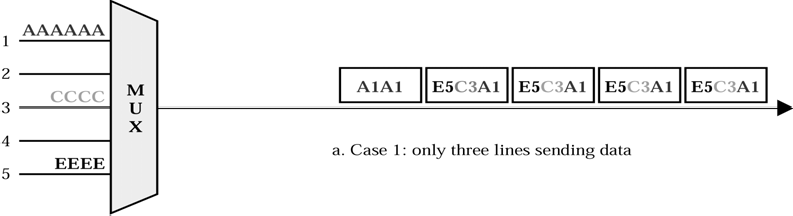 1 AAAAAA
2
3 CCCC
4
5 EEEE
MUX
A1A1 E5C3A1 E5C3A1 E5C3A1 E5C3A1
a. Case 1: only three lines sending data